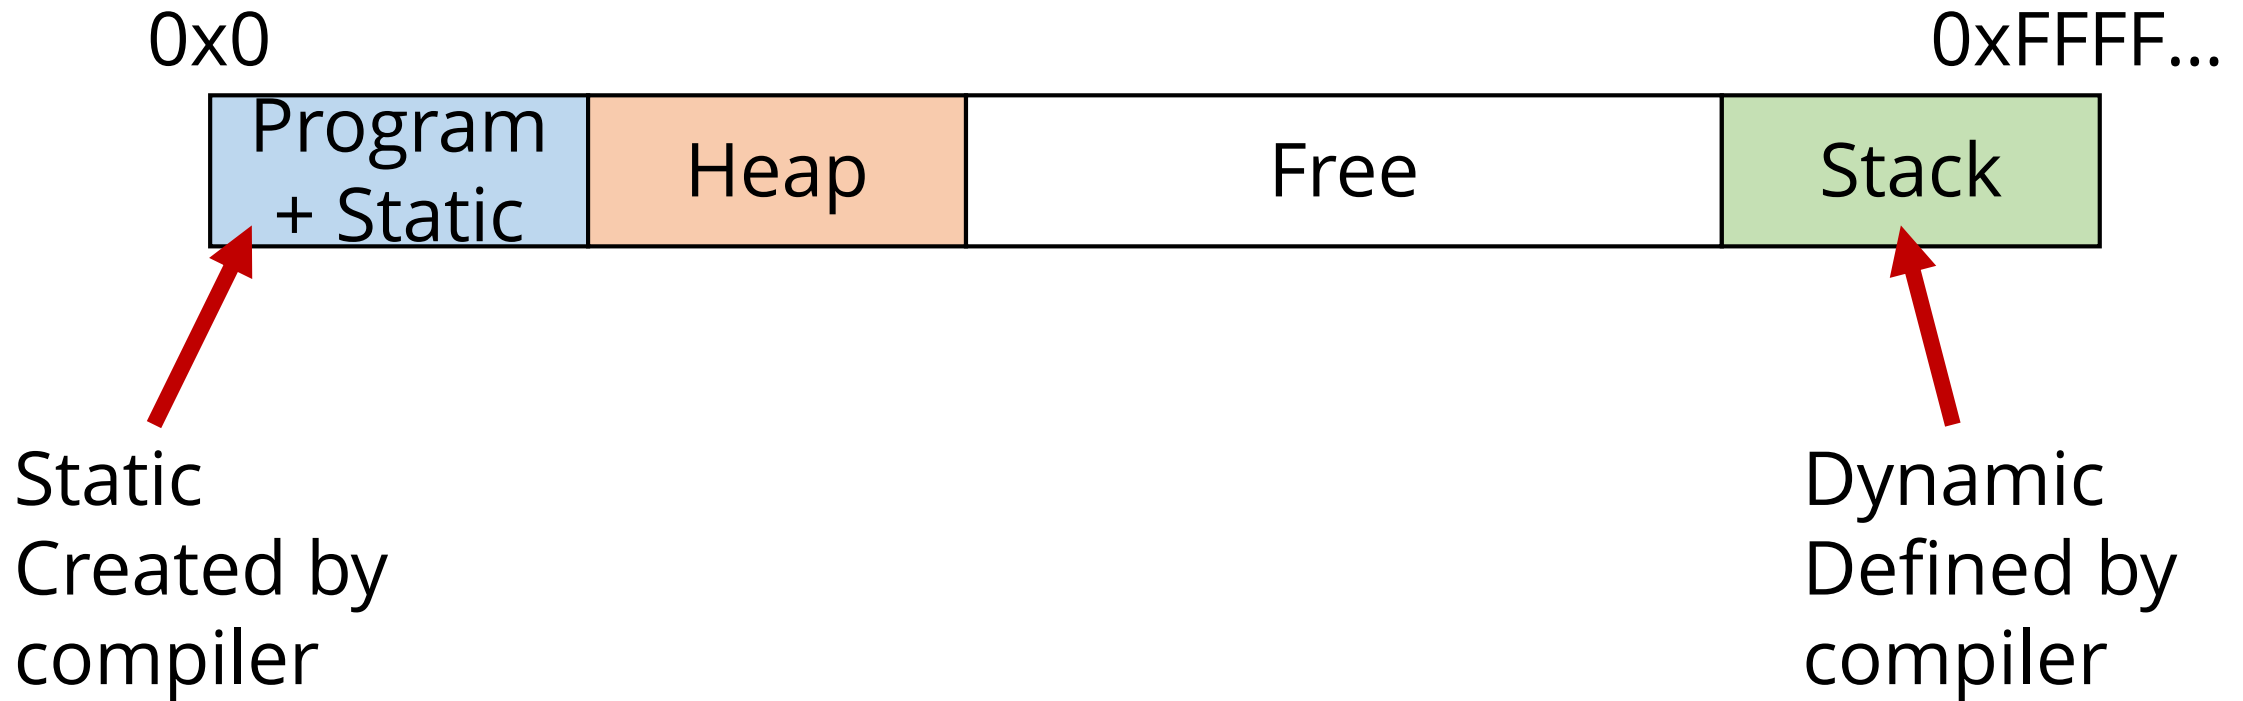 0x0
0xFFFF...
Program
+ Static
Heap
Free
Stack
Static
Created by
compiler
Dynamic
Defined by
compiler